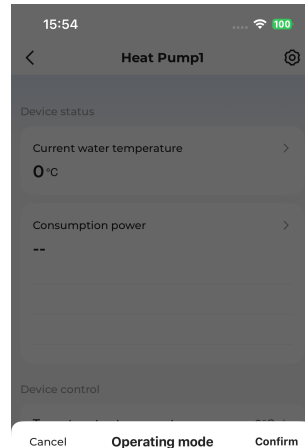 15:54
100
Heat Pump1
Device status
Current water temperature
0 °C
Consumption power
--
Device control
Cancel
Operating mode
Confirm